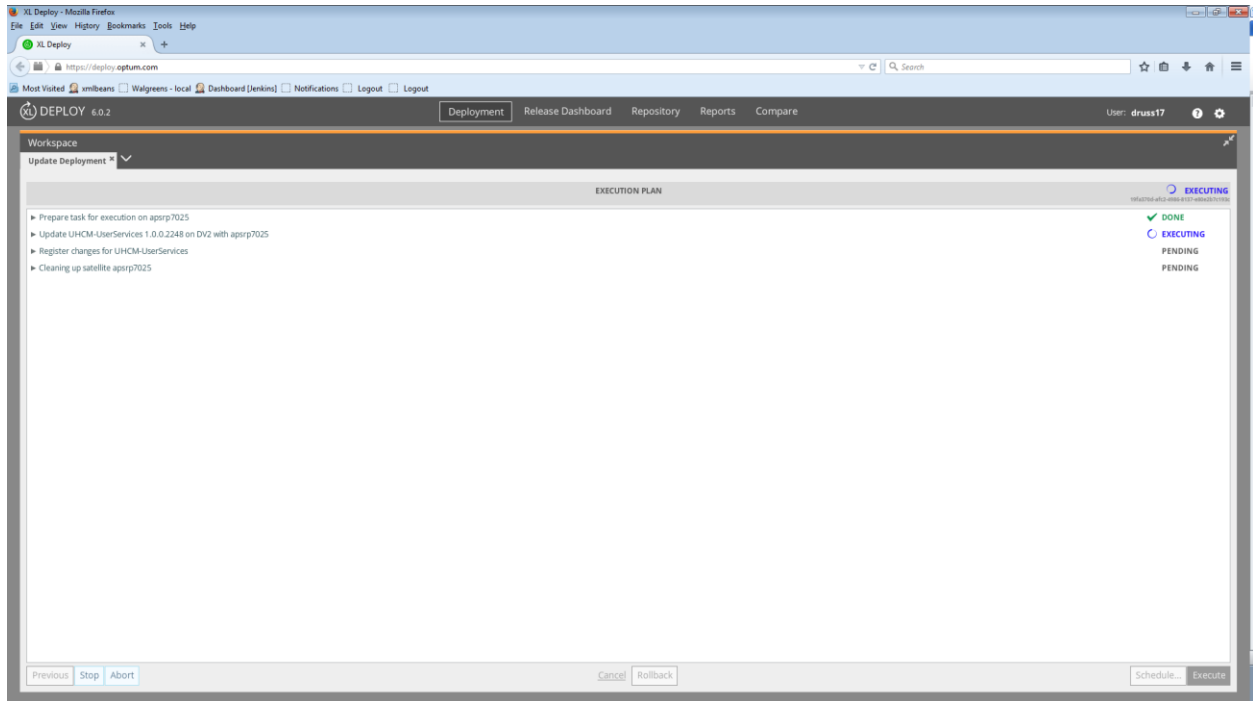 XL Deploy - Mozilla Firefox
File Edit View History Bookmarks Tools Help
XL Deploy × +
https://deploy.optum.com Search
Most Visited xmlbeans Walgreens - local Dashboard [Jenkins] Notifications Logout Logout
XL DEPLOY 6.0.2 Deployment Release Dashboard Repository Reports Compare User: druss17
Workspace
Update Deployment ×
EXECUTION PLAN EXECUTING
Prepare task for execution on apsrp7025 DONE
Update UHCM-UserServices 1.0.0.2248 on DV2 with apsrp7025 EXECUTING
Register changes for UHCM-UserServices PENDING
Cleaning up satellite apsrp7025 PENDING
Previous Stop Abort Cancel Rollback Schedule... Execute